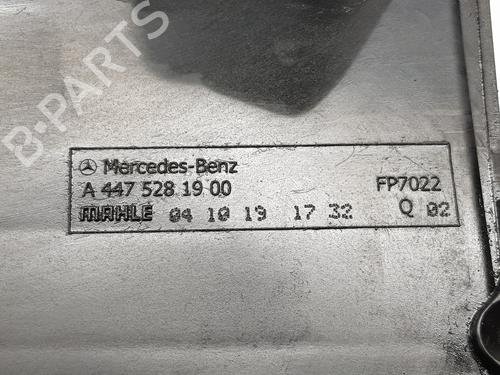 B-PARTS
Mercedes-Benz
A 447 528 19 00 FP7022
MAHLE 04 10 19 17 32 Q 02